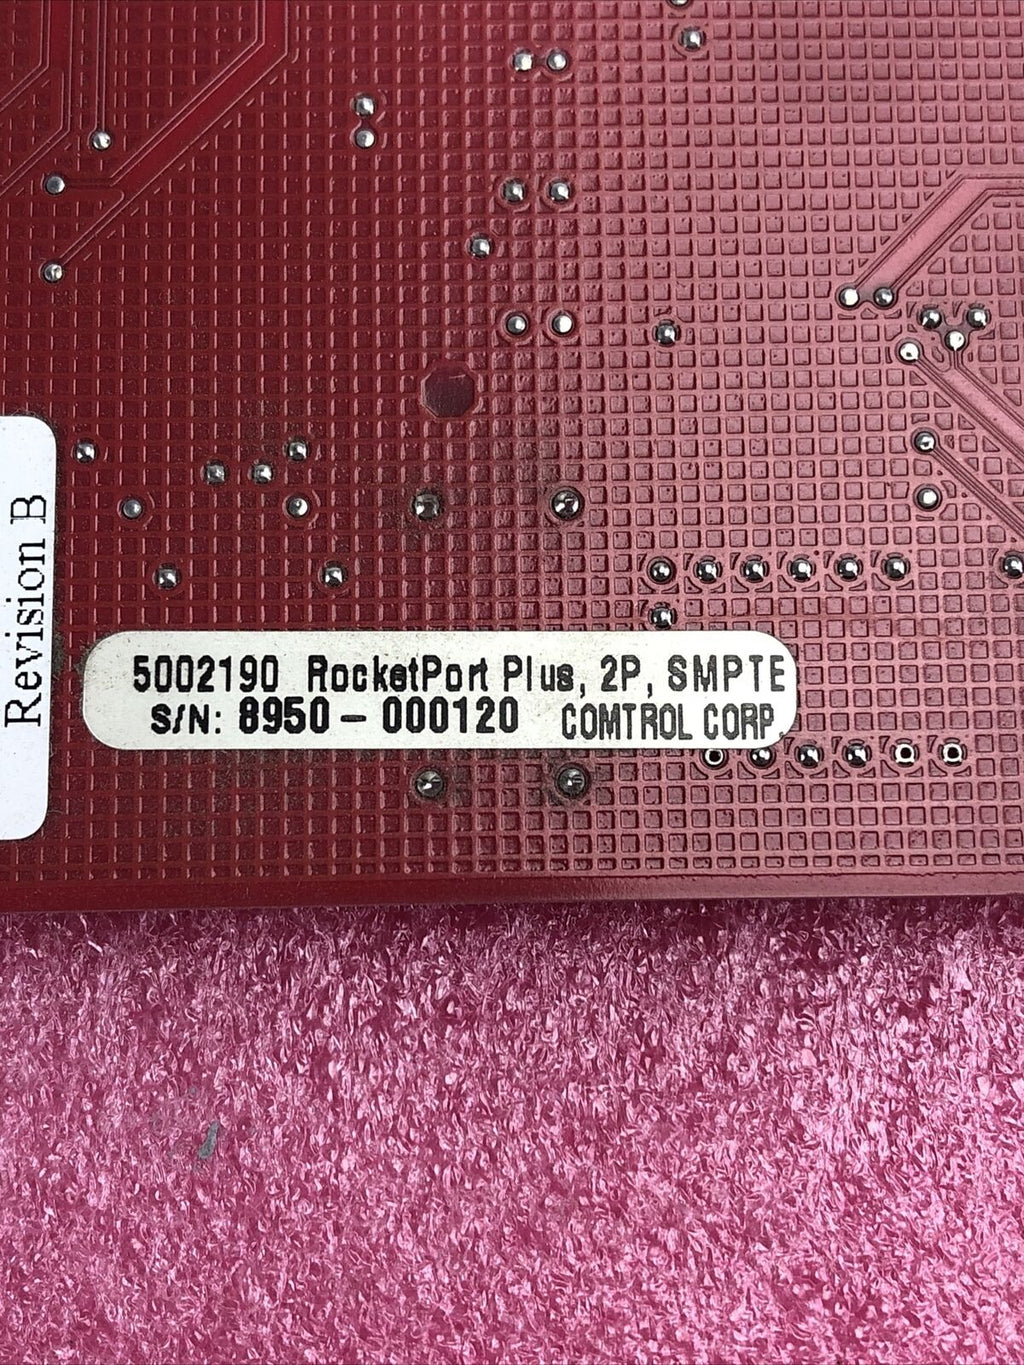 Revision B
5002190 RocketPort Plus, 2P, SMPTE
S/N: 8950 - 000120 COMTROL CORP.